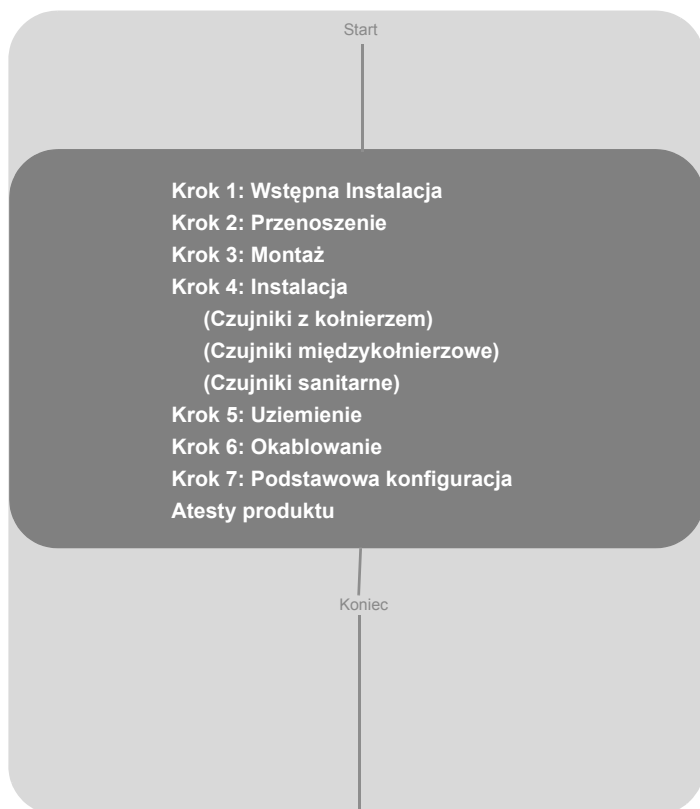 Start
Krok 1: Wstępna Instalacja
Krok 2: Przenoszenie
Krok 3: Montaż
Krok 4: Instalacja
(Czujniki z kołnierzem)
(Czujniki międzykołnierzowe)
(Czujniki sanitarne)
Krok 5: Uziemienie
Krok 6: Okablowanie
Krok 7: Podstawowa konfiguracja
Atesty produktu
Koniec